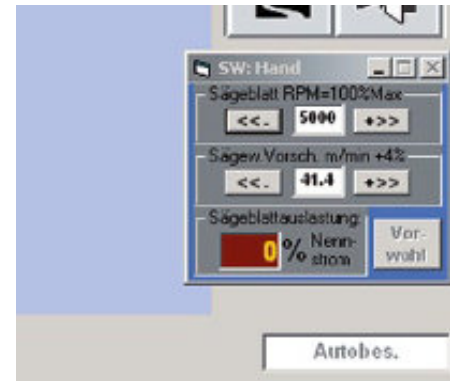 SW: Hand
Sägeblatt RPM=100%Max
<<. 5000 +>>
Sägew.Vorsch. m/min +4%
<<. 41.4 +>>
Sägeblattauslastung:
0 % Nenn-
strom
Vor-
wahl
Autobes.